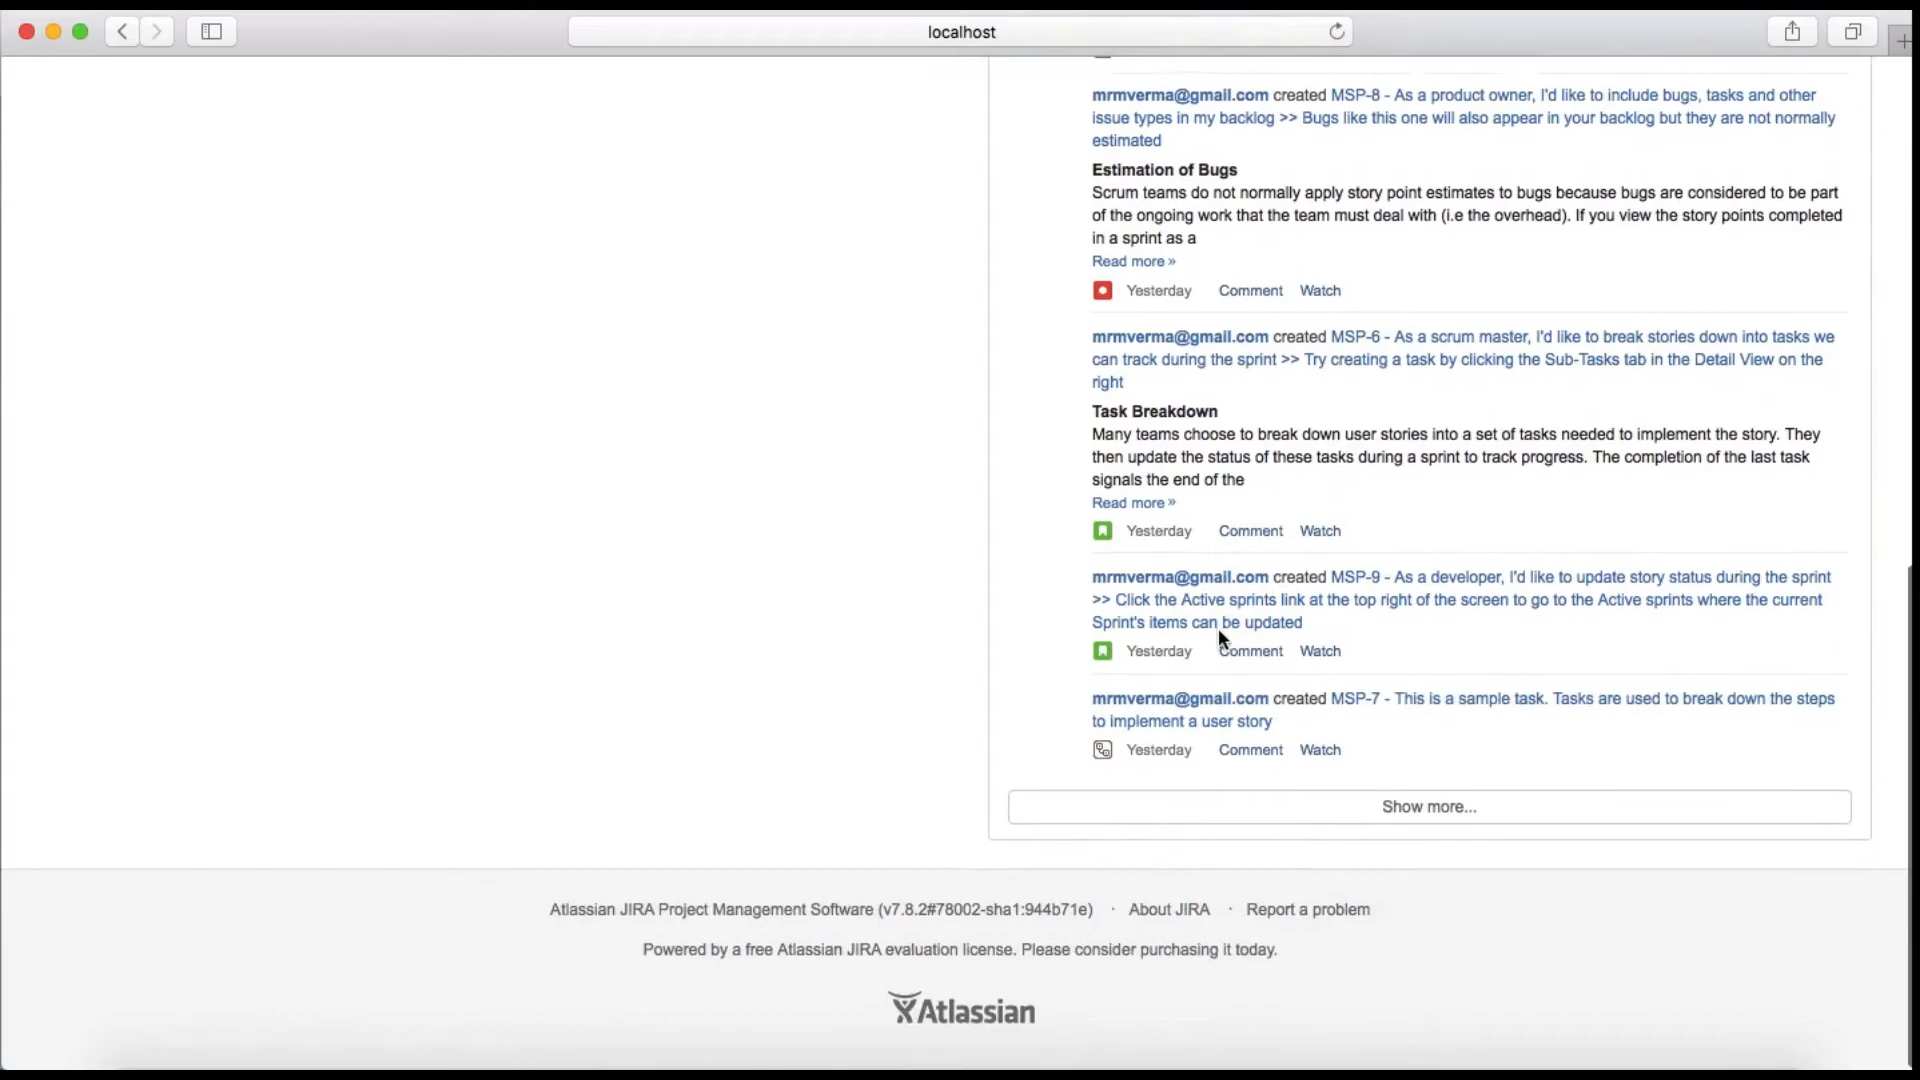 localhost
mrmverma@gmail.com created MSP-8 - As a product owner, I'd like to include bugs, tasks and other
issue types in my backlog >> Bugs like this one will also appear in your backlog but they are not normally
estimated
Estimation of Bugs
Scrum teams do not normally apply story point estimates to bugs because bugs are considered to be part
of the ongoing work that the team must deal with (i.e the overhead). If you view the story points completed
in a sprint as a
Read more »
Yesterday Comment Watch
mrmverma@gmail.com created MSP-6 - As a scrum master, I'd like to break stories down into tasks we
can track during the sprint >> Try creating a task by clicking the Sub-Tasks tab in the Detail View on the
right
Task Breakdown
Many teams choose to break down user stories into a set of tasks needed to implement the story. They
then update the status of these tasks during a sprint to track progress. The completion of the last task
signals the end of the
Read more »
Yesterday Comment Watch
mrmverma@gmail.com created MSP-9 - As a developer, I'd like to update story status during the sprint
>> Click the Active sprints link at the top right of the screen to go to the Active sprints where the current
Sprint's items can be updated
Yesterday Comment Watch
mrmverma@gmail.com created MSP-7 - This is a sample task. Tasks are used to break down the steps
to implement a user story
Yesterday Comment Watch
Show more...
Atlassian JIRA Project Management Software (v7.8.2#78002-sha1:944b71e) · About JIRA · Report a problem
Powered by a free Atlassian JIRA evaluation license. Please consider purchasing it today.
Atlassian